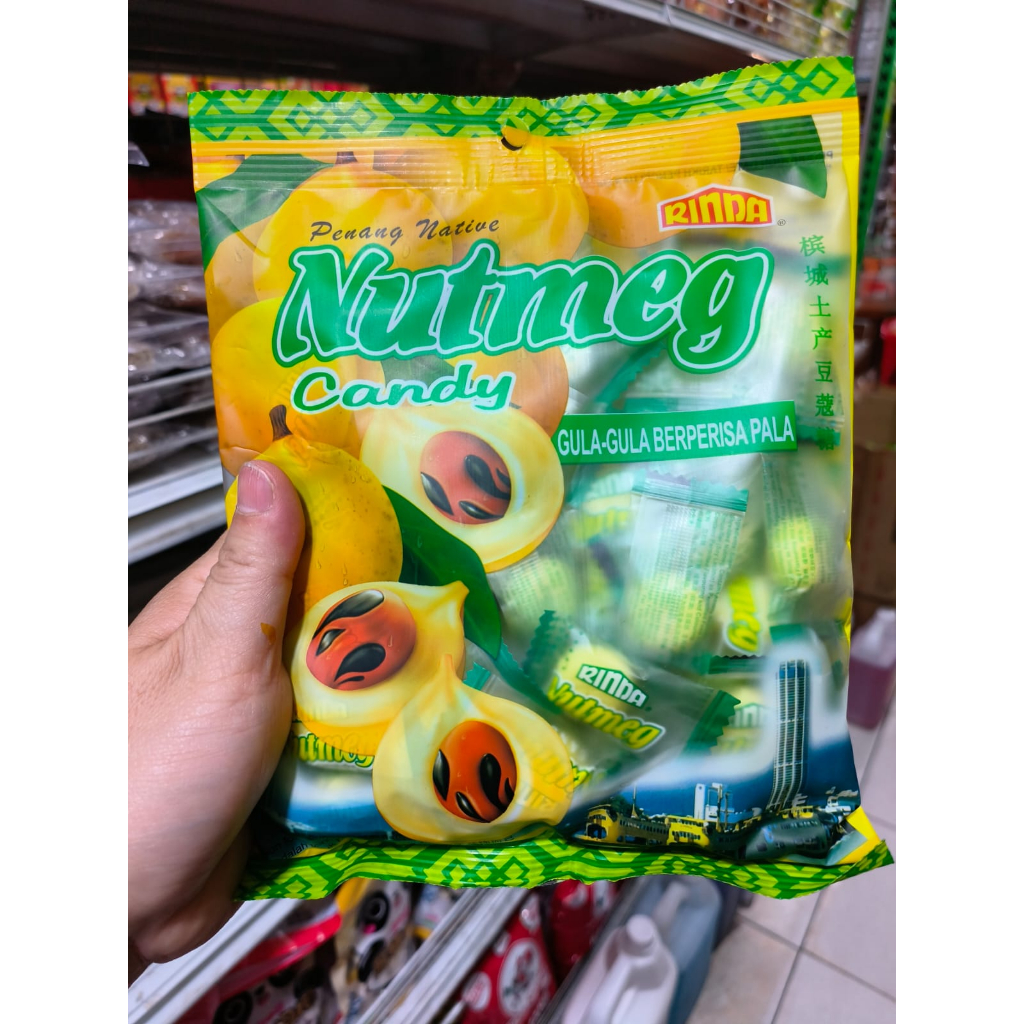 RINDA®
Penang Native
Nutmeg
Candy
槟城土产豆蔻糖
GULA-GULA BERPERISA PALA
RINDA
Nutmeg